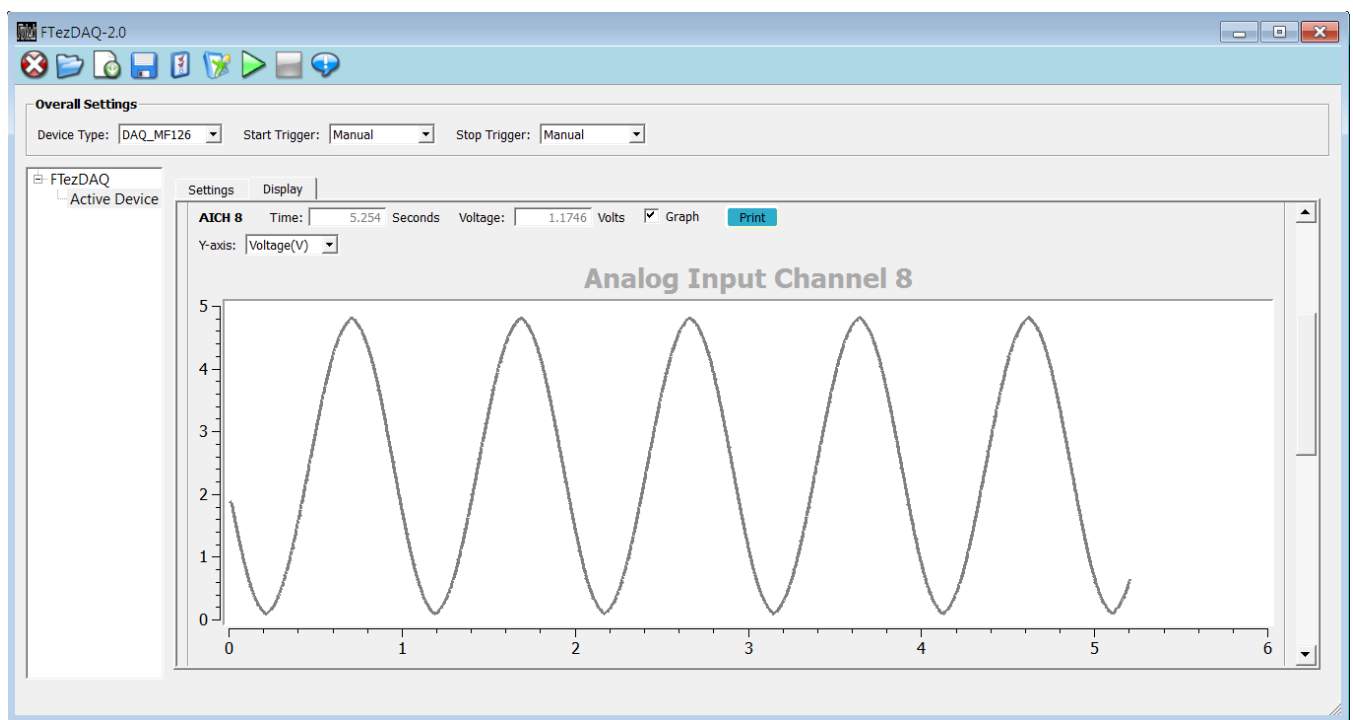 FTezDAQ-2.0
Overall Settings
Device Type: DAQ_MF126 Start Trigger: Manual Stop Trigger: Manual
FTezDAQ
Active Device
Settings Display
AICH 8 Time: 5.254 Seconds Voltage: 1.1746 Volts Graph Print
Y-axis: Voltage(V)
Analog Input Channel 8
5
4
3
2
1
0
0 1 2 3 4 5 6